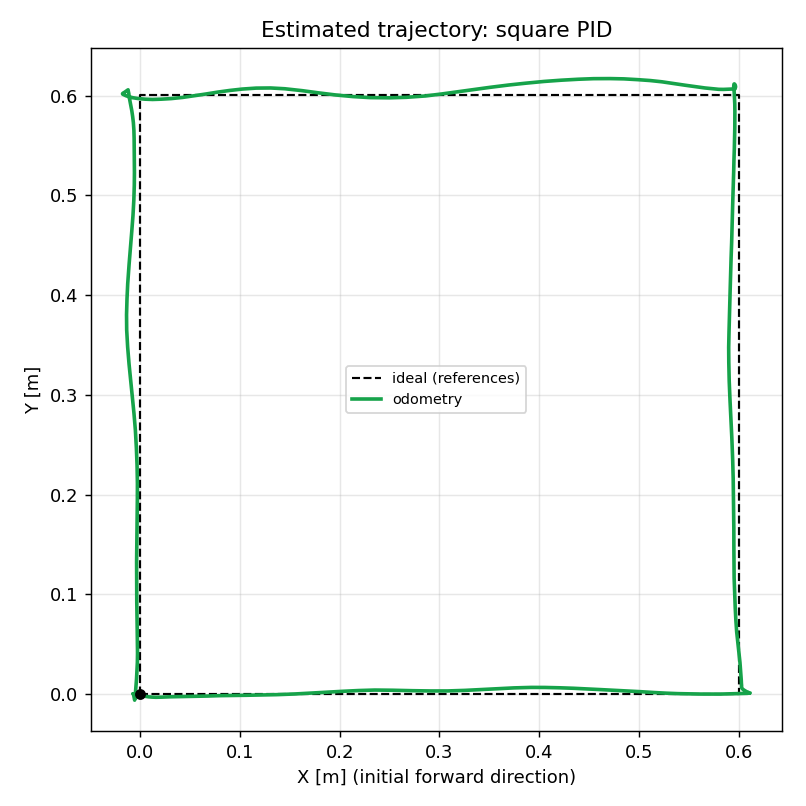 Estimated trajectory: square PID
Y [m]
0.6
0.5
0.4
0.3
0.2
0.1
0.0
ideal (references)
odometry
0.0 0.1 0.2 0.3 0.4 0.5 0.6
X [m] (initial forward direction)